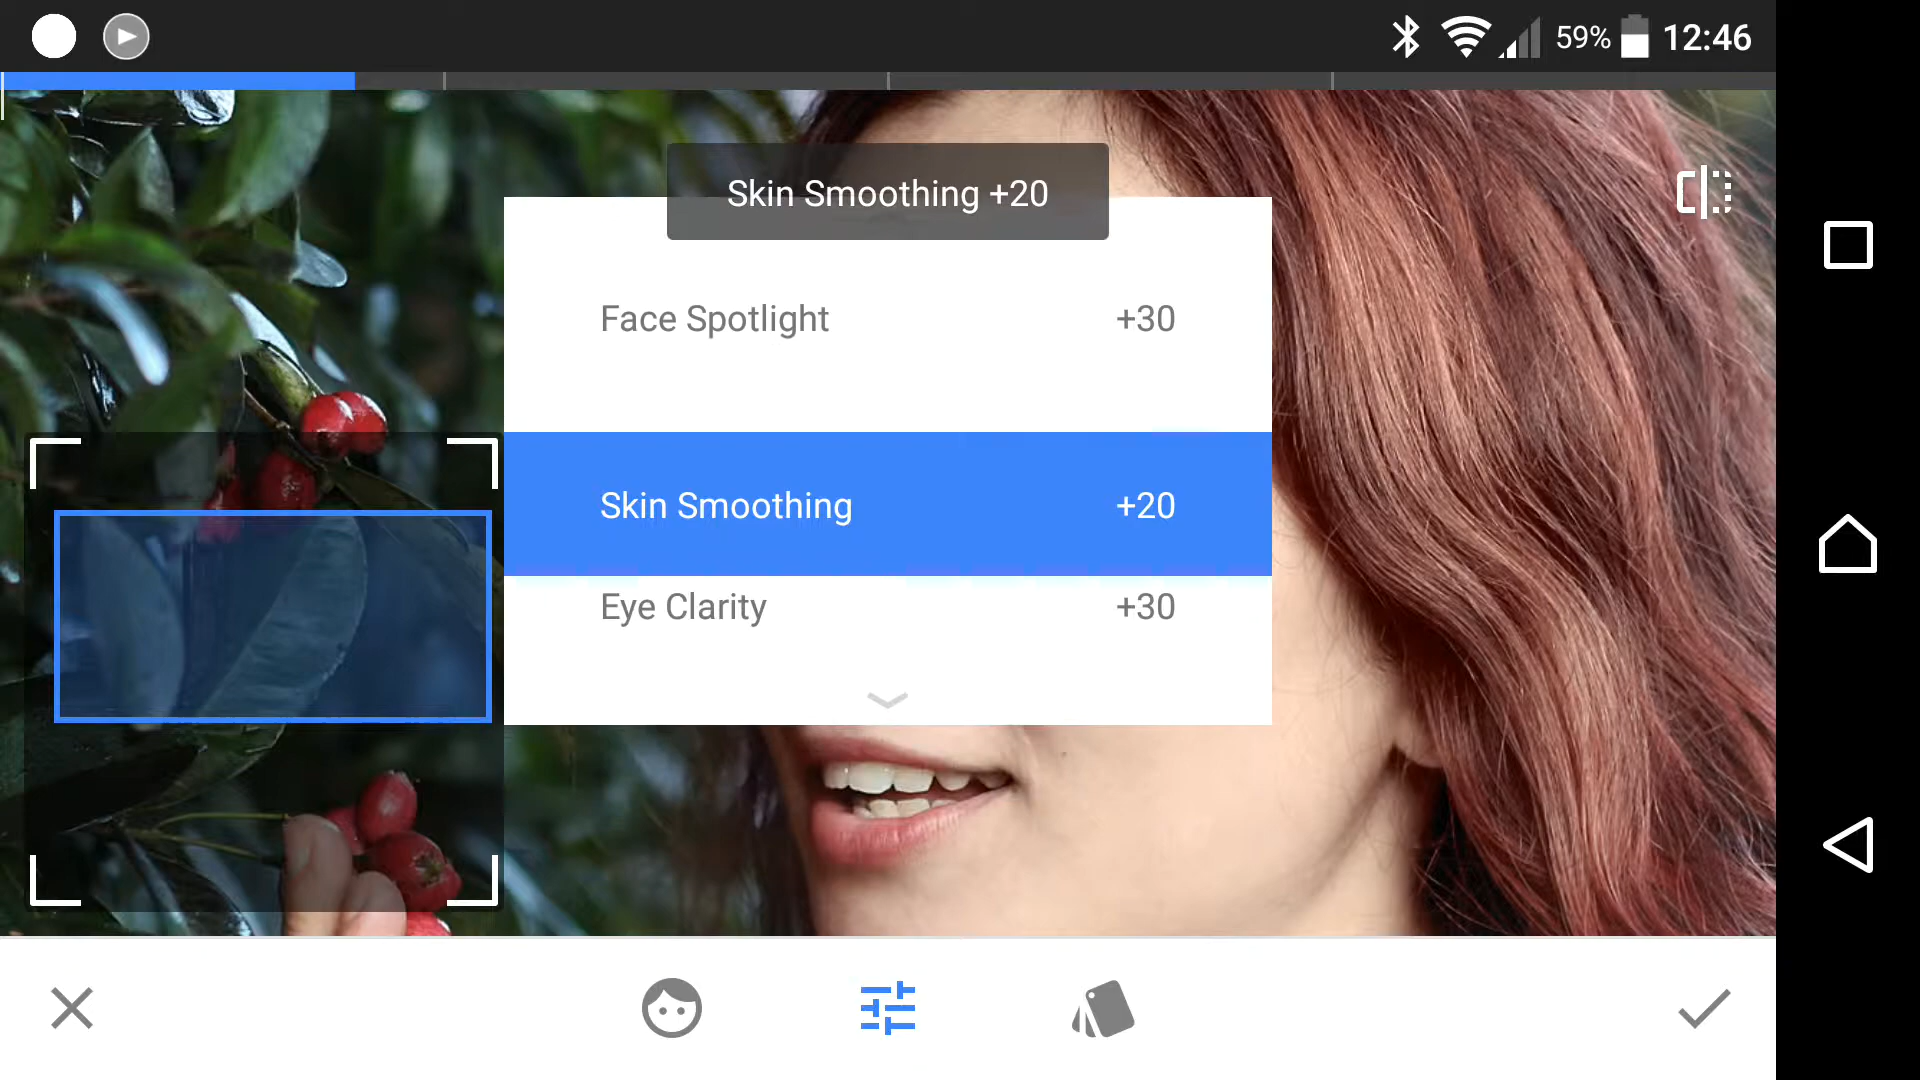 59% 12:46
Skin Smoothing +20
Face Spotlight +30
Skin Smoothing +20
Eye Clarity +30